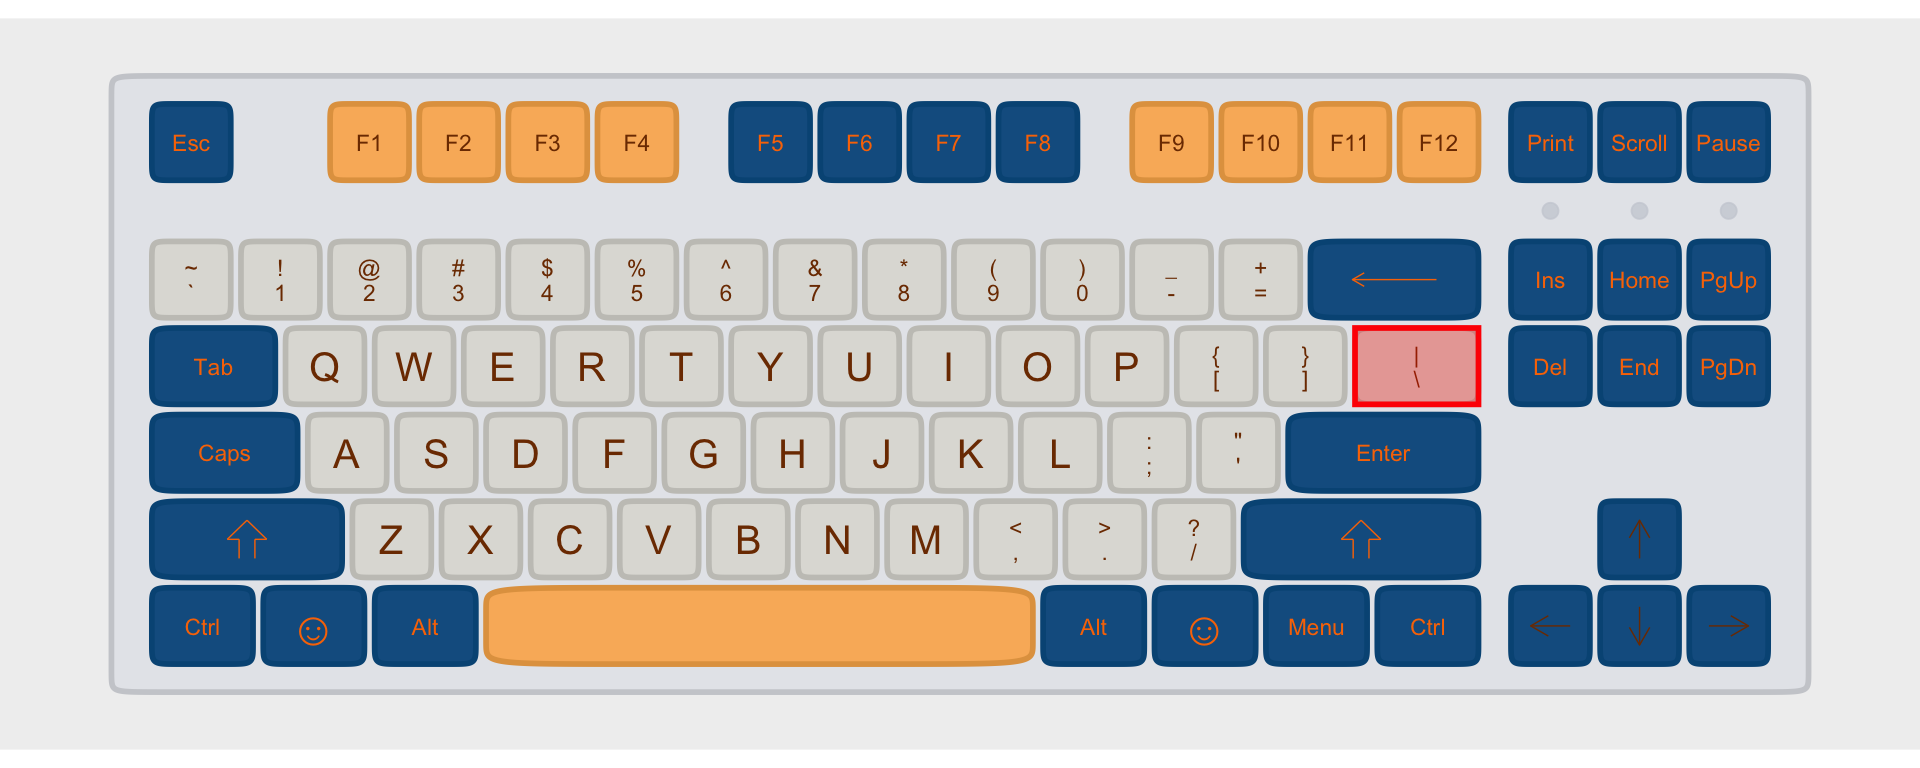 Esc F1 F2 F3 F4 F5 F6 F7 F8 F9 F10 F11 F12 Print Scroll Pause
~ ! @ # $ % ^ & * ( ) _ +
` 1 2 3 4 5 6 7 8 9 0 - = ← Ins Home PgUp
Tab Q W E R T Y U I O P { } | Del End PgDn
[ ] \
Caps A S D F G H J K L : " Enter
; '
Z X C V B N M < > ?
, . /
Ctrl ☺ Alt Alt ☺ Menu Ctrl ← ↓ →